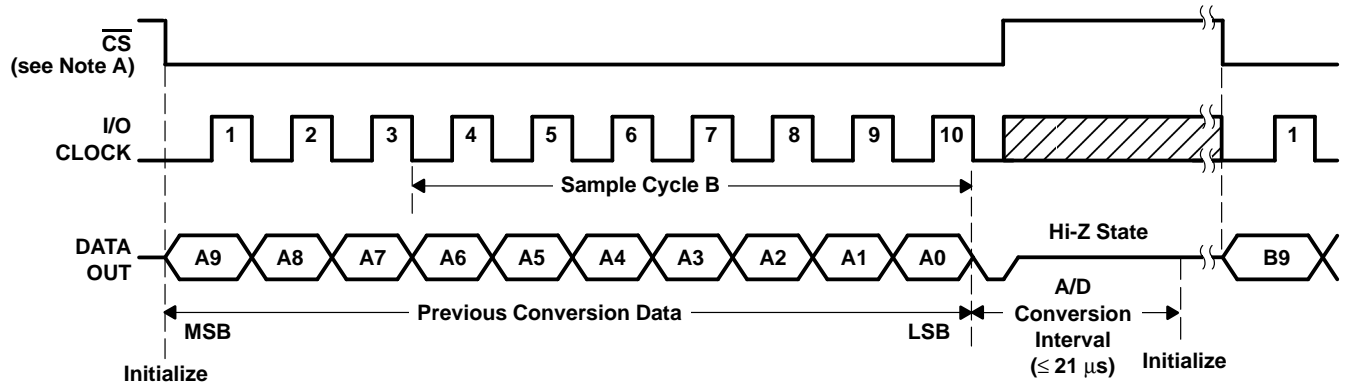 CS
(see Note A)
I/O
CLOCK
1 2 3 4 5 6 7 8 9 10 1
Sample Cycle B
DATA
OUT
A9 A8 A7 A6 A5 A4 A3 A2 A1 A0 B9
Hi-Z State
Previous Conversion Data
MSB LSB
A/D
Conversion
Interval
(≤ 21 μs)
Initialize
Initialize